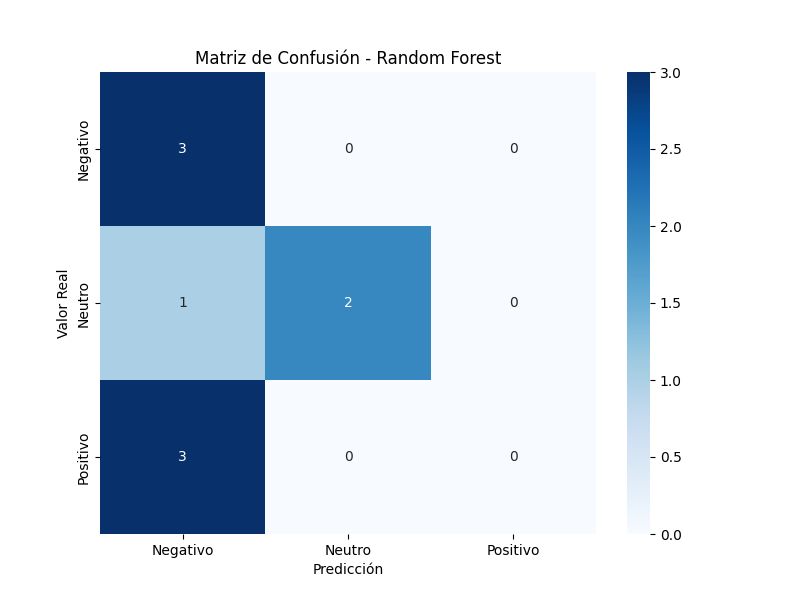 Matriz de Confusión - Random Forest
Valor Real
Negativo
3 0 0
Neutro
1 2 0
Positivo
3 0 0
Negativo Neutro Positivo
Predicción
3.0
2.5
2.0
1.5
1.0
0.5
0.0